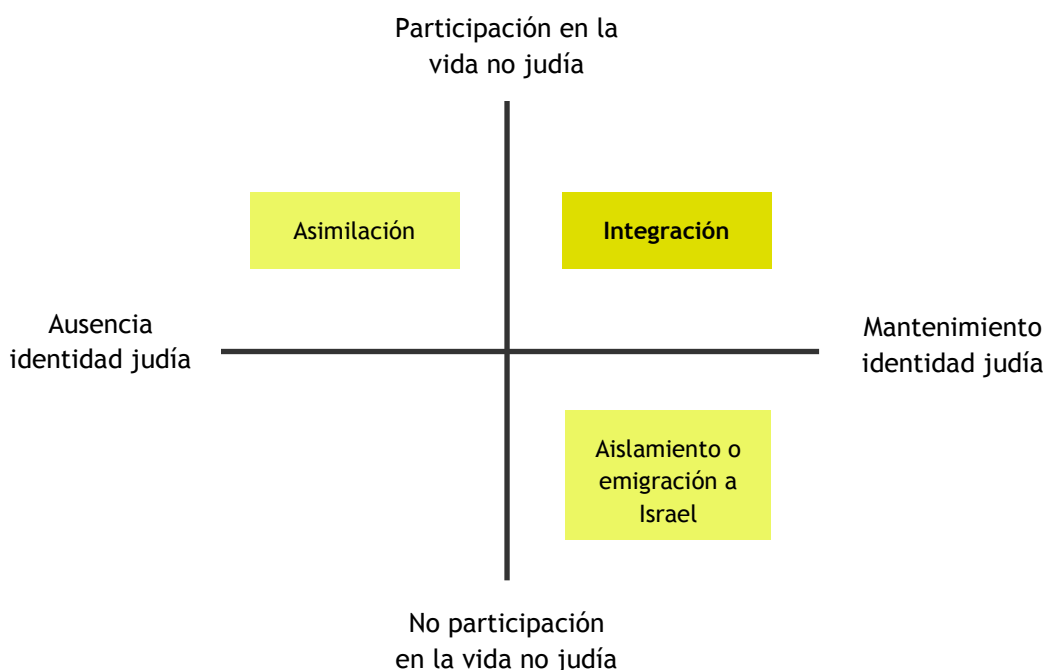 Participación en la
vida no judía
Asimilación
Integración
Ausencia
identidad judía
Mantenimiento
identidad judía
Aislamiento o
emigración a
Israel
No participación
en la vida no judía